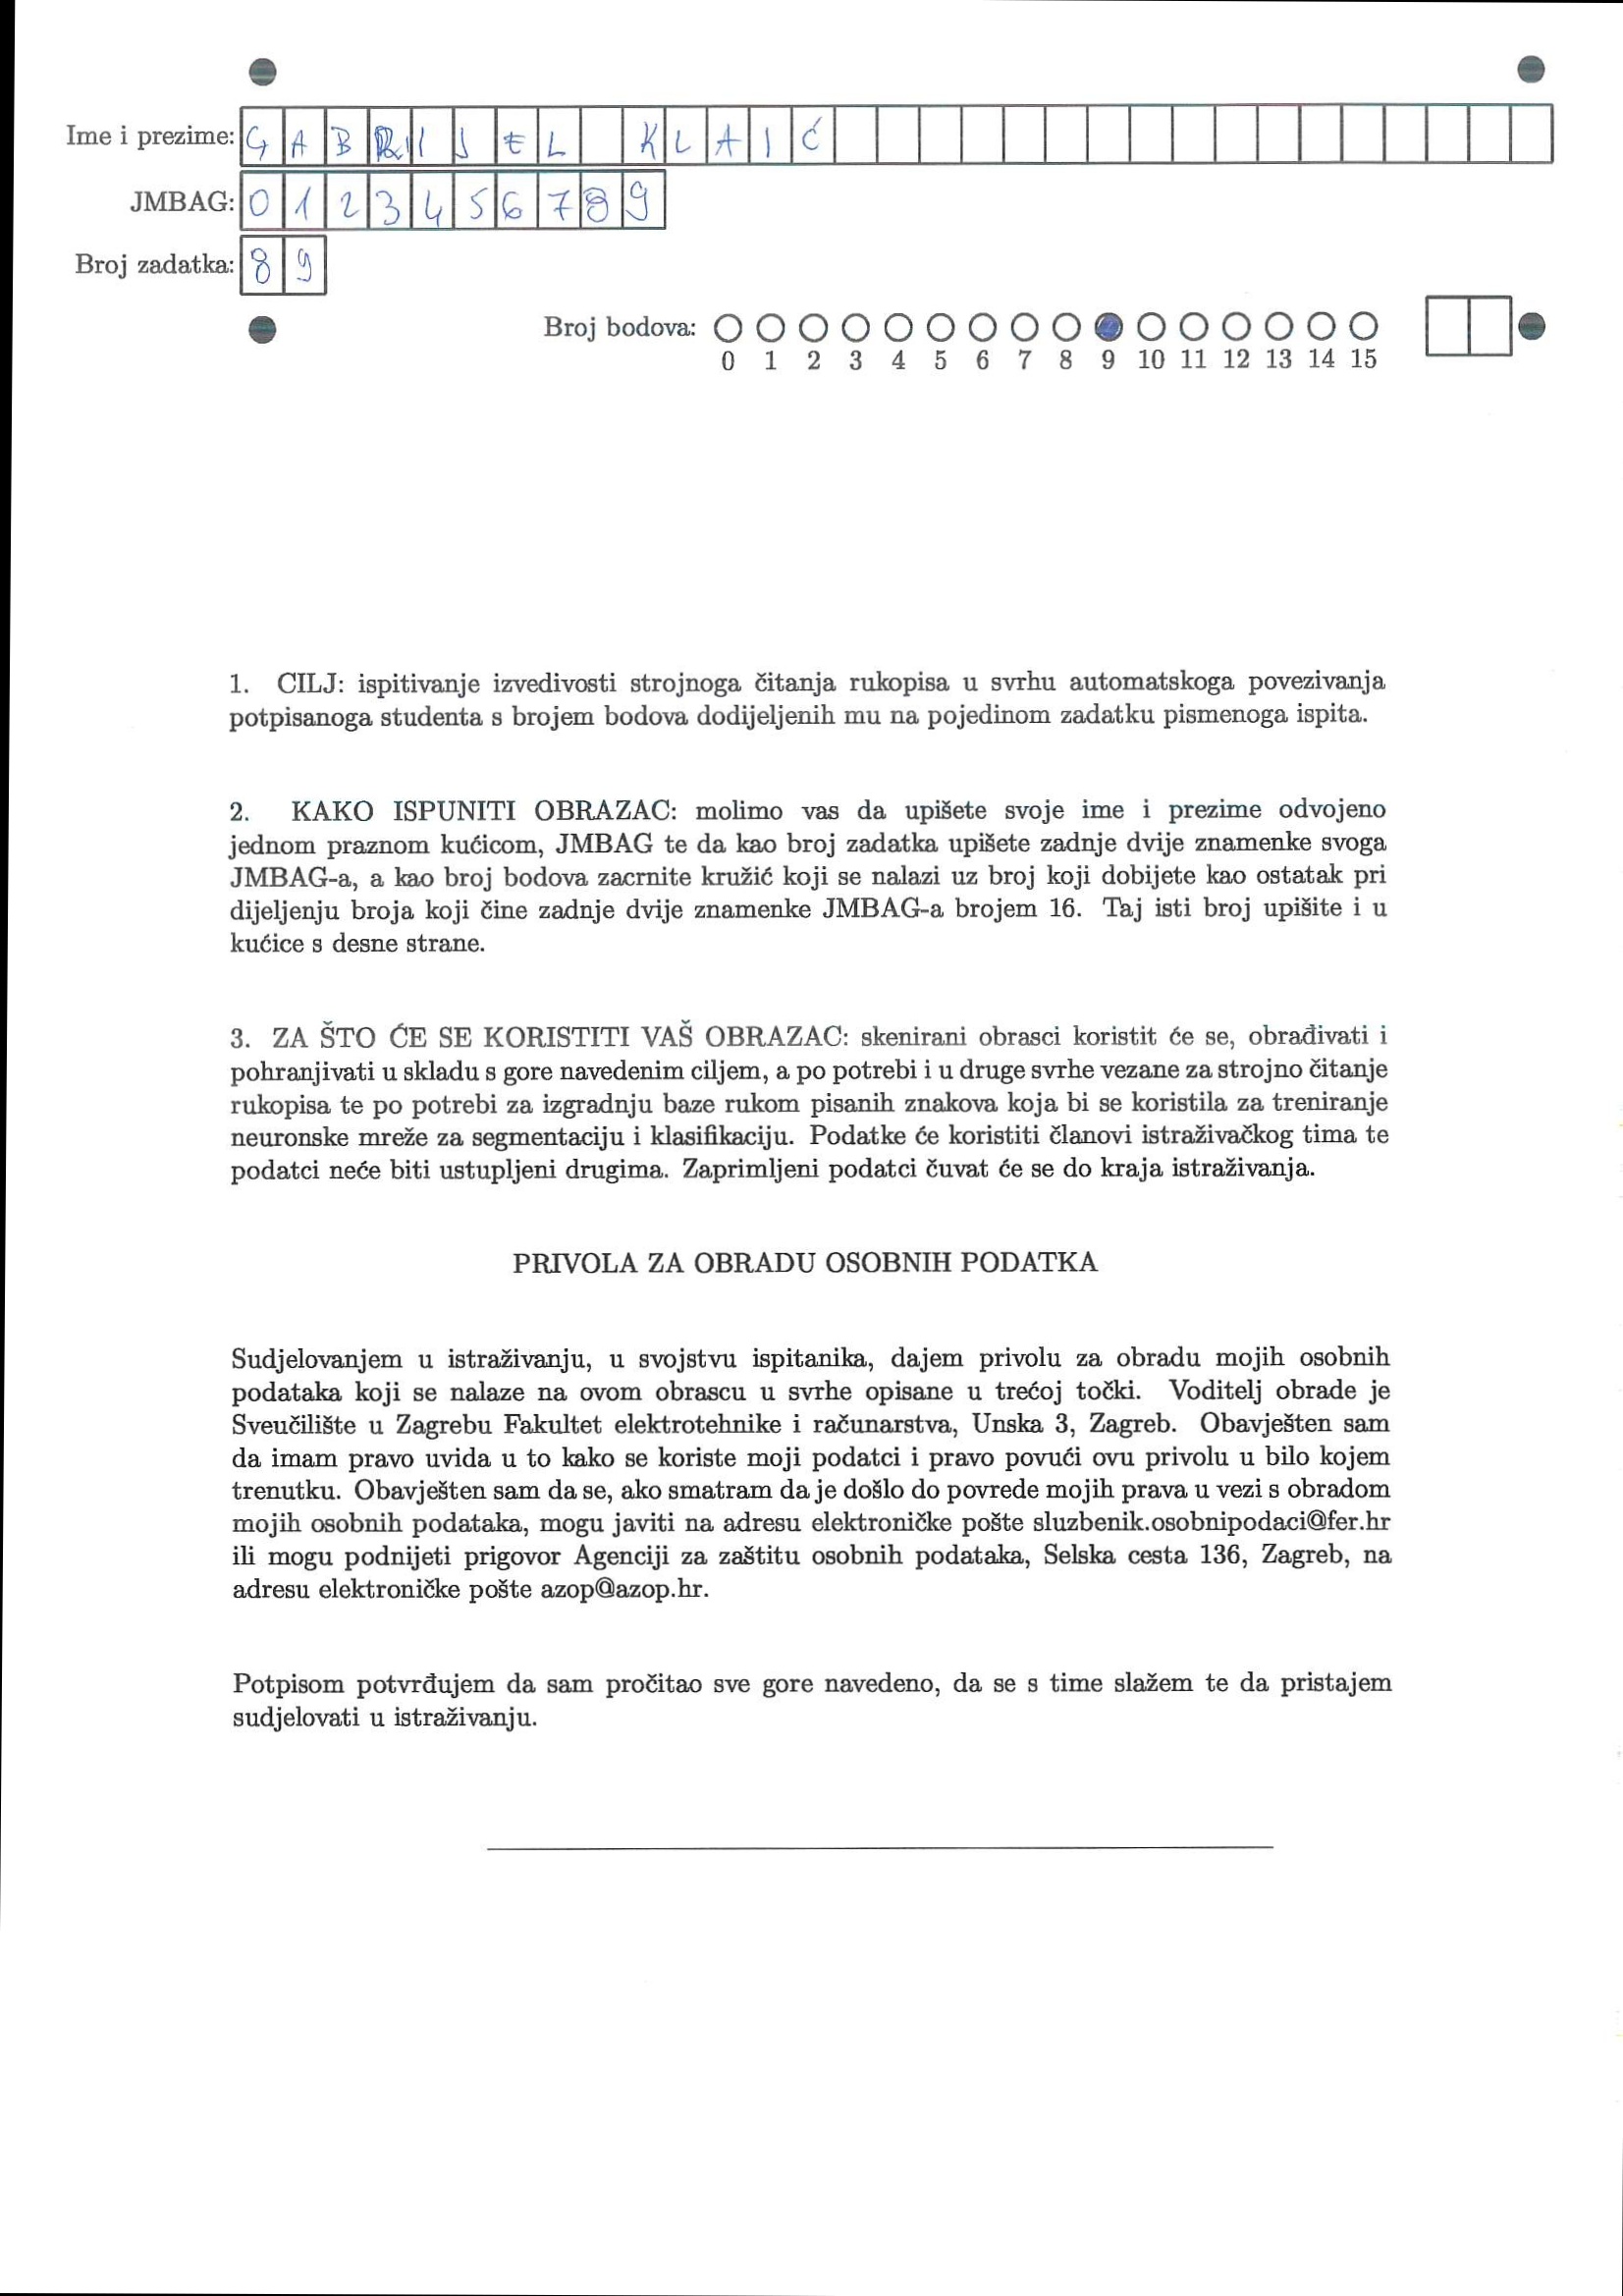 Ime i prezime: GABRIJEL KLAIĆ
JMBAG: 0123456789
Broj zadatka: 89
Broj bodova:
0 1 2 3 4 5 6 7 8 9 10 11 12 13 14 15
1. CILJ: ispitivanje izvedivosti strojnoga čitanja rukopisa u svrhu automatskoga povezivanja
potpisanoga studenta s brojem bodova dodijeljenih mu na pojedinom zadatku pismenoga ispita.
2. KAKO ISPUNITI OBRAZAC: molimo vas da upišete svoje ime i prezime odvojeno
jednom praznom kućicom, JMBAG te da kao broj zadatka upišete zadnje dvije znamenke svoga
JMBAG-a, a kao broj bodova zacrnite kružić koji se nalazi uz broj koji dobijete kao ostatak pri
dijeljenju broja koji čine zadnje dvije znamenke JMBAG-a brojem 16. Taj isti broj upišite i u
kućice s desne strane.
3. ZA ŠTO ĆE SE KORISTITI VAŠ OBRAZAC: skenirani obrasci koristit će se, obrađivati i
pohranjivati u skladu s gore navedenim ciljem, a po potrebi i u druge svrhe vezane za strojno čitanje
rukopisa te po potrebi za izgradnju baze rukom pisanih znakova koja bi se koristila za treniranje
neuronske mreže za segmentaciju i klasifikaciju. Podatke će koristiti članovi istraživačkog tima te
podatci neće biti ustupljeni drugima. Zaprimljeni podatci čuvat će se do kraja istraživanja.
PRIVOLA ZA OBRADU OSOBNIH PODATKA
Sudjelovanjem u istraživanju, u svojstvu ispitanika, dajem privolu za obradu mojih osobnih
podataka koji se nalaze na ovom obrascu u svrhe opisane u trećoj točki. Voditelj obrade je
Sveučilište u Zagrebu Fakultet elektrotehnike i računarstva, Unska 3, Zagreb. Obavješten sam
da imam pravo uvida u to kako se koriste moji podatci i pravo povući ovu privolu u bilo kojem
trenutku. Obavješten sam da se, ako smatram da je došlo do povrede mojih prava u vezi s obradom
mojih osobnih podataka, mogu javiti na adresu elektroničke pošte sluzbenik.osobnipodaci@fer.hr
ili mogu podnijeti prigovor Agenciji za zaštitu osobnih podataka, Selska cesta 136, Zagreb, na
adresu elektroničke pošte azop@azop.hr.
Potpisom potvrđujem da sam pročitao sve gore navedeno, da se s time slažem te da pristajem
sudjelovati u istraživanju.